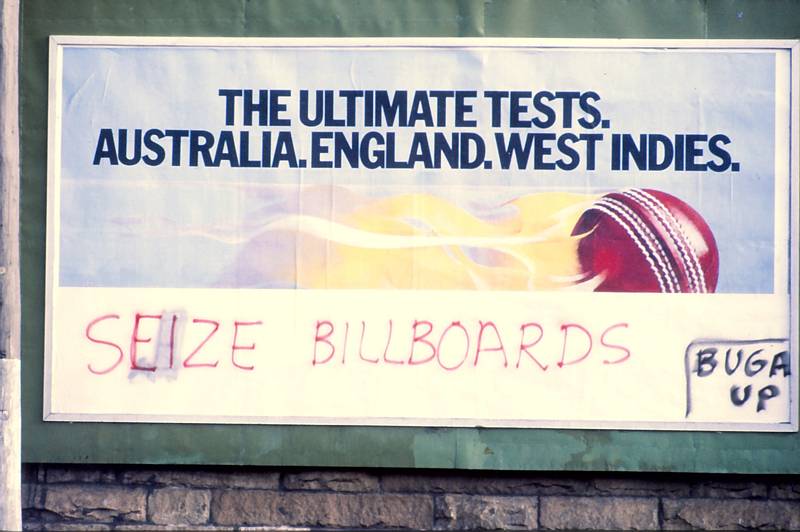 THE ULTIMATE TESTS.
AUSTRALIA.ENGLAND.WEST INDIES.
SEIZE BILLBOARDS
BUGA
UP